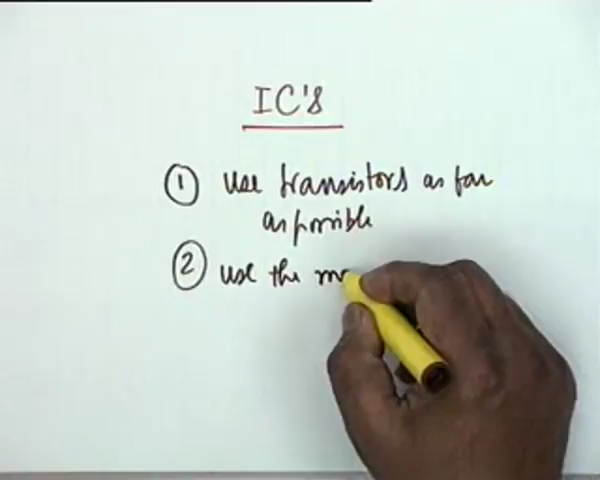 IC's
① use transistors as far
as possible
② use the